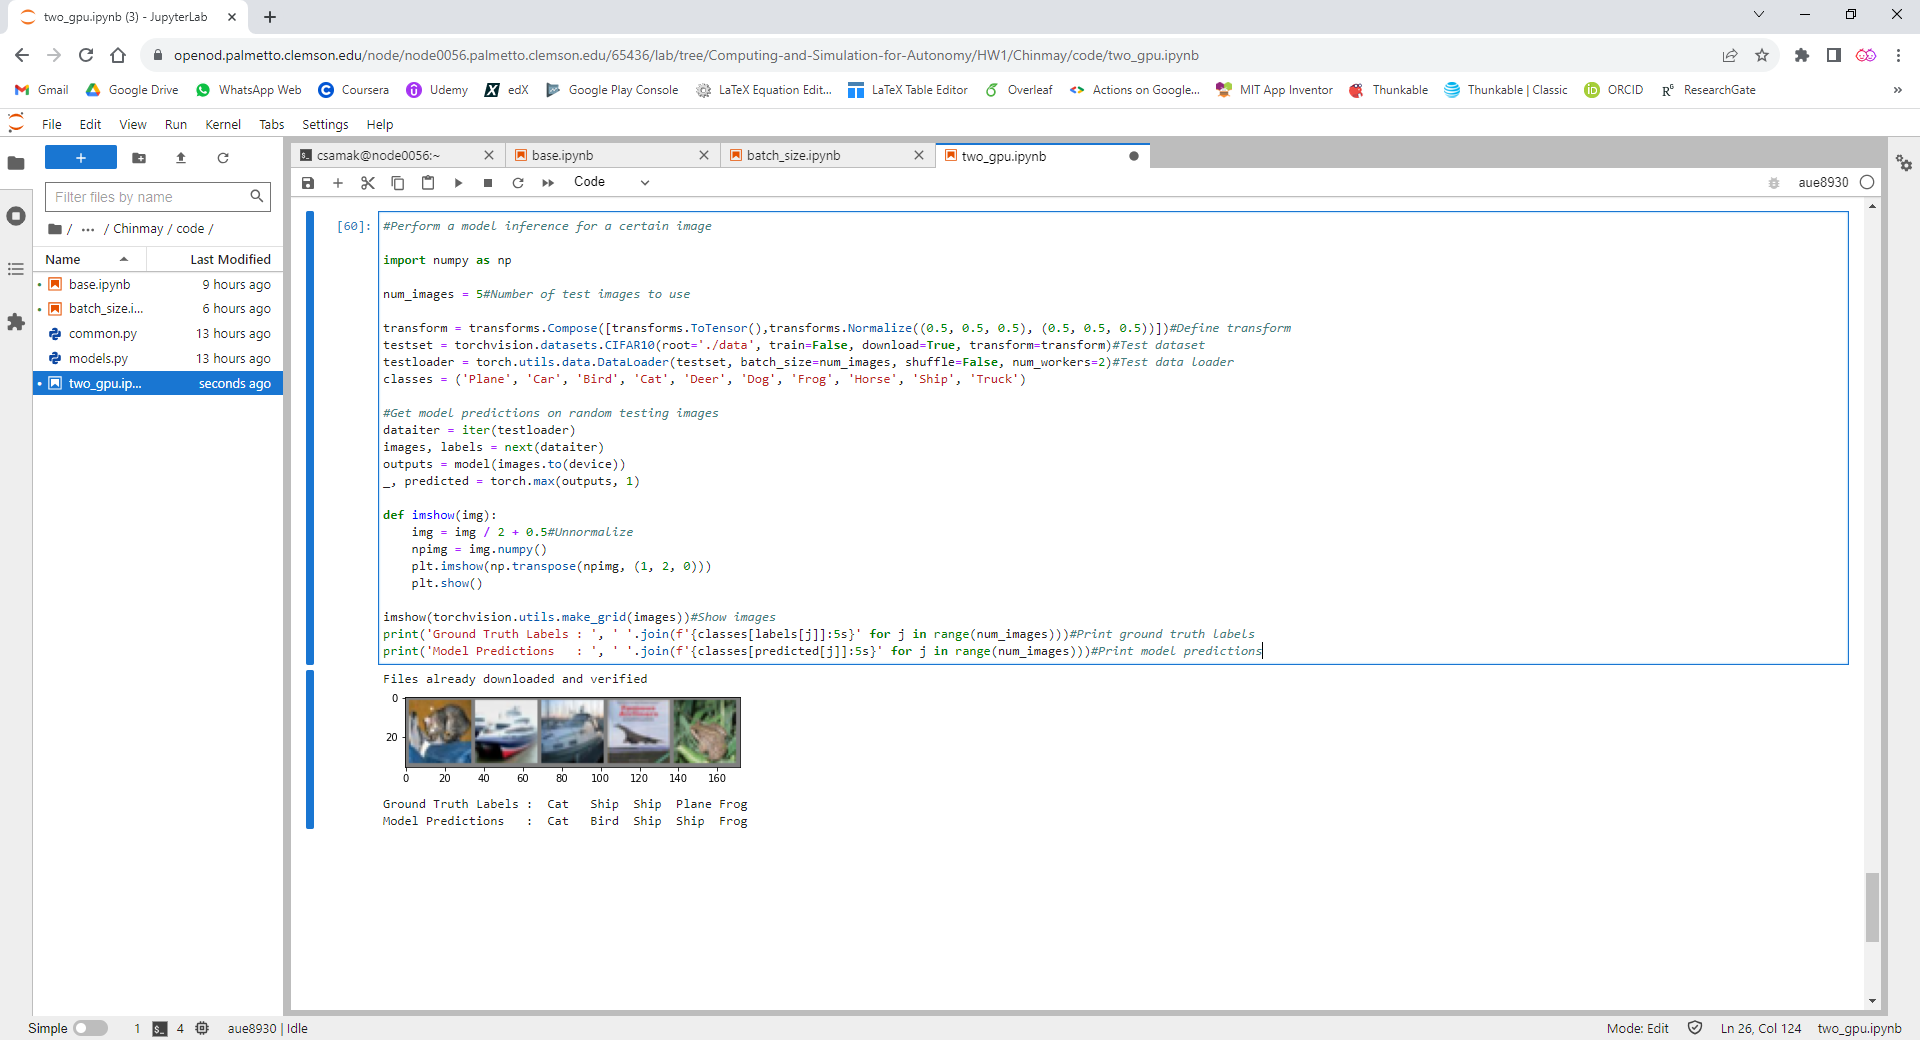 two_gpu.ipynb (3) - JupyterLab
openod.palmetto.clemson.edu/node/node0056.palmetto.clemson.edu/65436/lab/tree/Computing-and-Simulation-for-Autonomy/HW1/Chinmay/code/two_gpu.ipynb
Gmail Google Drive WhatsApp Web Coursera Udemy edX Google Play Console LaTeX Equation Edit... LaTeX Table Editor Overleaf Actions on Google... MIT App Inventor Thunkable Thunkable | Classic ORCID ResearchGate »
File Edit View Run Kernel Tabs Settings Help
csamak@node0056:~ base.ipynb batch_size.ipynb two_gpu.ipynb
Code aue8930
Filter files by name
/ ... / Chinmay / code /
Name Last Modified
base.ipynb 9 hours ago
batch_size.i... 6 hours ago
common.py 13 hours ago
models.py 13 hours ago
two_gpu.ip... seconds ago
[60]: #Perform a model inference for a certain image
import numpy as np
num_images = 5#Number of test images to use
transform = transforms.Compose([transforms.ToTensor(),transforms.Normalize((0.5, 0.5, 0.5), (0.5, 0.5, 0.5))])#Define transform
testset = torchvision.datasets.CIFAR10(root='./data', train=False, download=True, transform=transform)#Test dataset
testloader = torch.utils.data.DataLoader(testset, batch_size=num_images, shuffle=False, num_workers=2)#Test data loader
classes = ('Plane', 'Car', 'Bird', 'Cat', 'Deer', 'Dog', 'Frog', 'Horse', 'Ship', 'Truck')
#Get model predictions on random testing images
dataiter = iter(testloader)
images, labels = next(dataiter)
outputs = model(images.to(device))
_, predicted = torch.max(outputs, 1)
def imshow(img):
    img = img / 2 + 0.5#Unnormalize
    npimg = img.numpy()
    plt.imshow(np.transpose(npimg, (1, 2, 0)))
    plt.show()
imshow(torchvision.utils.make_grid(images))#Show images
print('Ground Truth Labels : ', ' '.join(f'{classes[labels[j]]:5s}' for j in range(num_images)))#Print ground truth labels
print('Model Predictions   : ', ' '.join(f'{classes[predicted[j]]:5s}' for j in range(num_images)))#Print model predictions
Files already downloaded and verified
0
20
0 20 40 60 80 100 120 140 160
Ground Truth Labels :  Cat   Ship  Ship  Plane Frog
Model Predictions   :  Cat   Bird  Ship  Ship  Frog
Simple 1 4 aue8930 | Idle Mode: Edit Ln 26, Col 124 two_gpu.ipynb